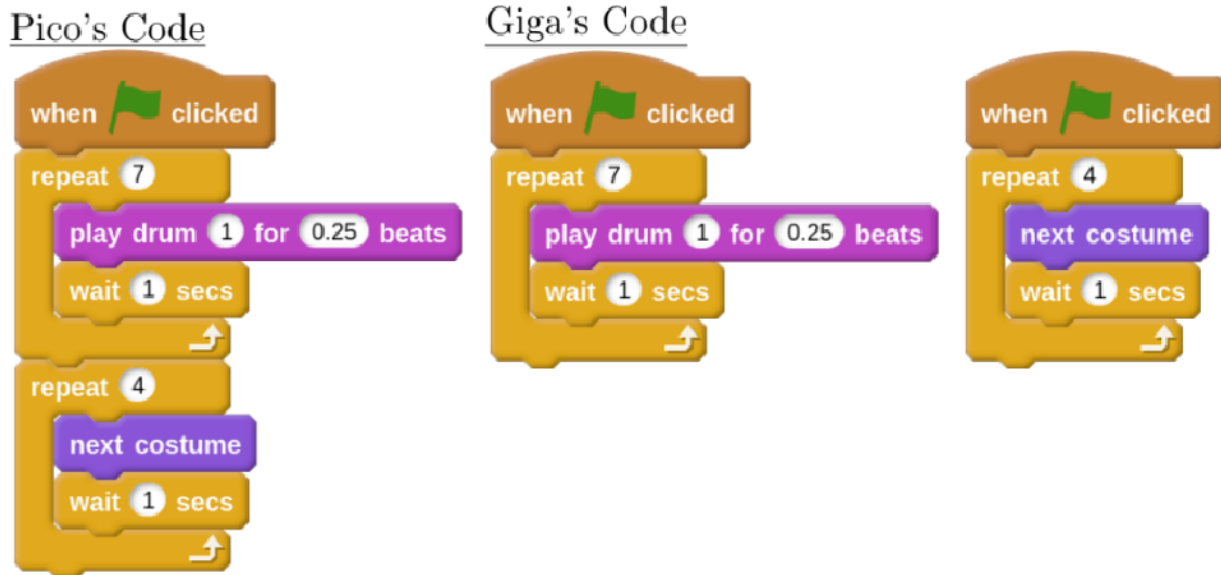 Pico's Code
when clicked
repeat 7
play drum 1 for 0.25 beats
wait 1 secs
repeat 4
next costume
wait 1 secs
Giga's Code
when clicked
repeat 7
play drum 1 for 0.25 beats
wait 1 secs
when clicked
repeat 4
next costume
wait 1 secs